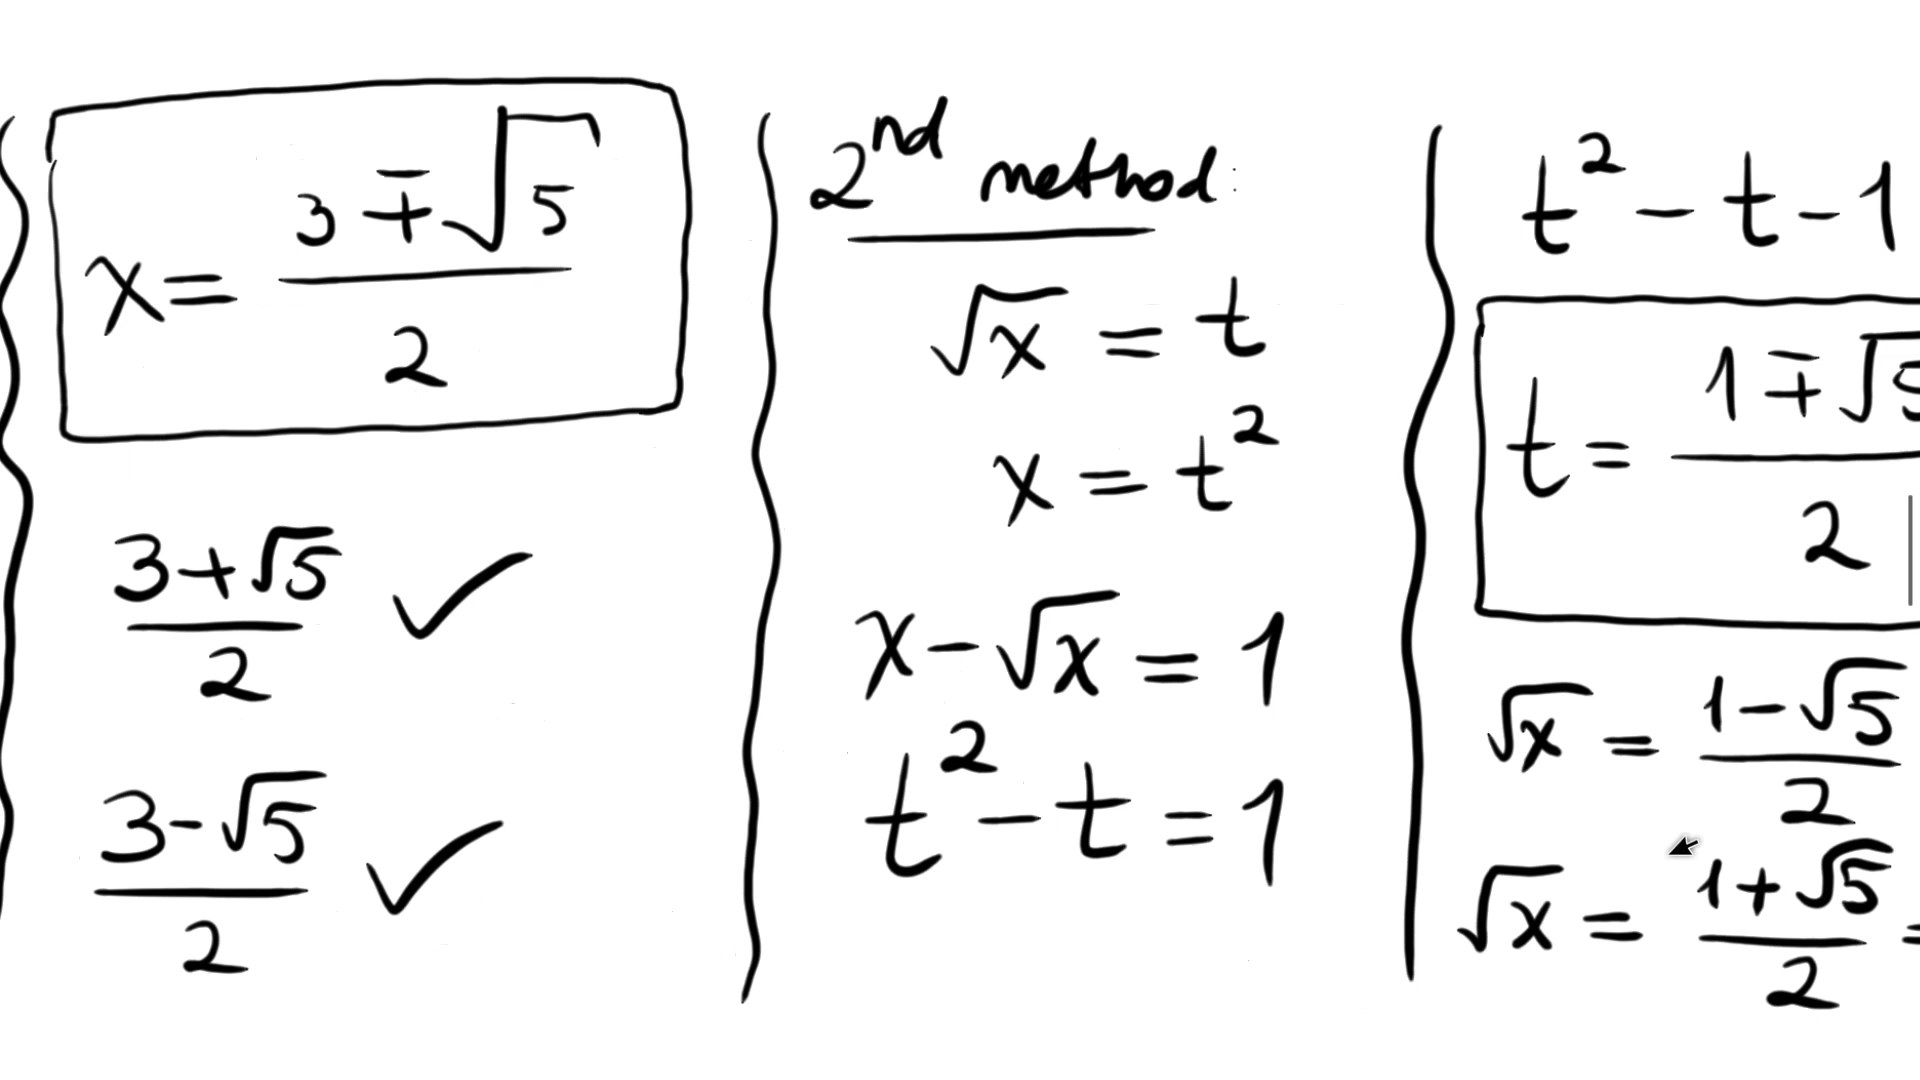 x = (3 ∓ √5) / 2
(3+√5) / 2 ✓
(3-√5) / 2 ✓
2nd method:
√x = t
x = t²
x - √x = 1
t² - t = 1
t² - t - 1
t = (1 ∓ √5) / 2
√x = (1-√5) / 2
√x = (1+√5) / 2 =